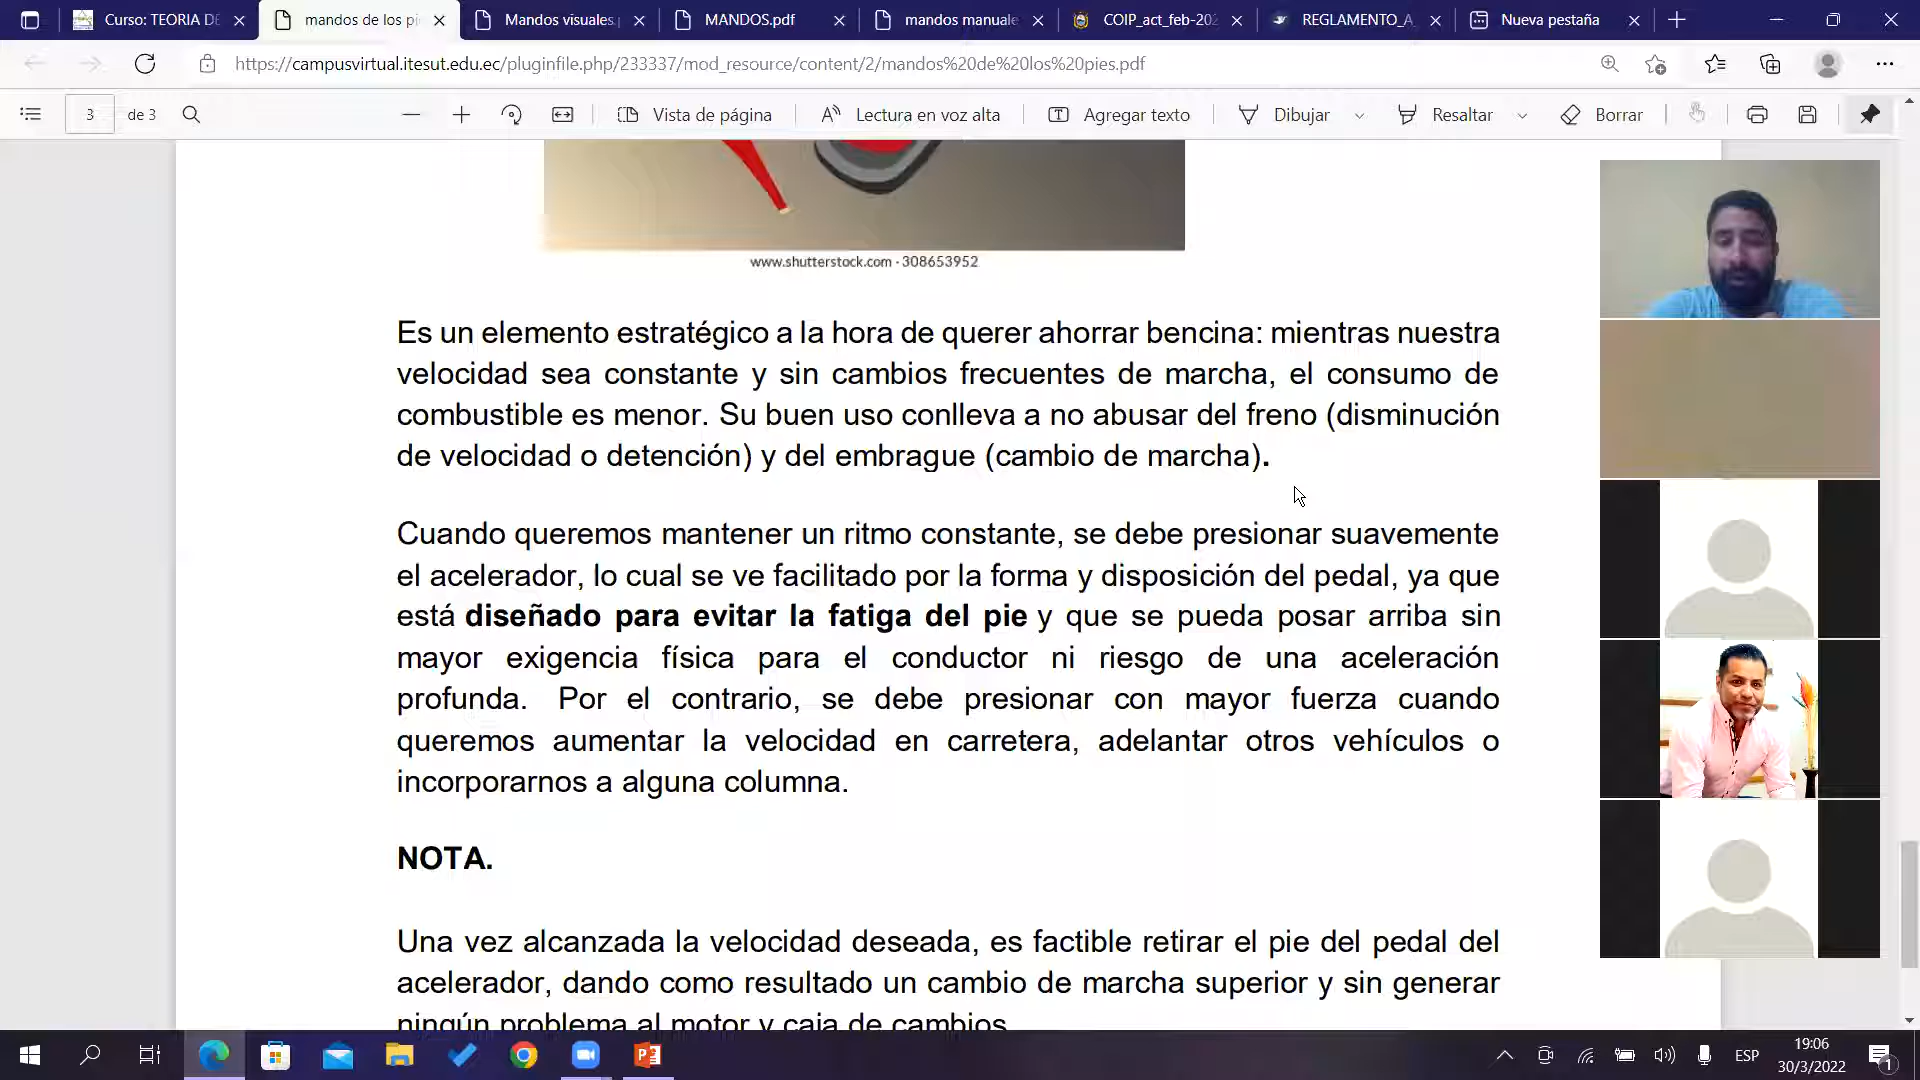 Curso: TEORIA DE
mandos de los pi
Mandos visuales.p
MANDOS.pdf
mandos manuale
COIP_act_feb-202
REGLAMENTO_A_
Nueva pestaña
https://campusvirtual.itesut.edu.ec/pluginfile.php/233337/mod_resource/content/2/mandos%20de%20los%20pies.pdf
3 de 3
Vista de página
Lectura en voz alta
Agregar texto
Dibujar
Resaltar
Borrar
www.shutterstock.com · 308653952
Es un elemento estratégico a la hora de querer ahorrar bencina: mientras nuestra
velocidad sea constante y sin cambios frecuentes de marcha, el consumo de
combustible es menor. Su buen uso conlleva a no abusar del freno (disminución
de velocidad o detención) y del embrague (cambio de marcha).
Cuando queremos mantener un ritmo constante, se debe presionar suavemente
el acelerador, lo cual se ve facilitado por la forma y disposición del pedal, ya que
está diseñado para evitar la fatiga del pie y que se pueda posar arriba sin
mayor exigencia física para el conductor ni riesgo de una aceleración
profunda. Por el contrario, se debe presionar con mayor fuerza cuando
queremos aumentar la velocidad en carretera, adelantar otros vehículos o
incorporarnos a alguna columna.
NOTA.
Una vez alcanzada la velocidad deseada, es factible retirar el pie del pedal del
acelerador, dando como resultado un cambio de marcha superior y sin generar
ningún problema al motor y caja de cambios
ESP
19:06
30/3/2022
1